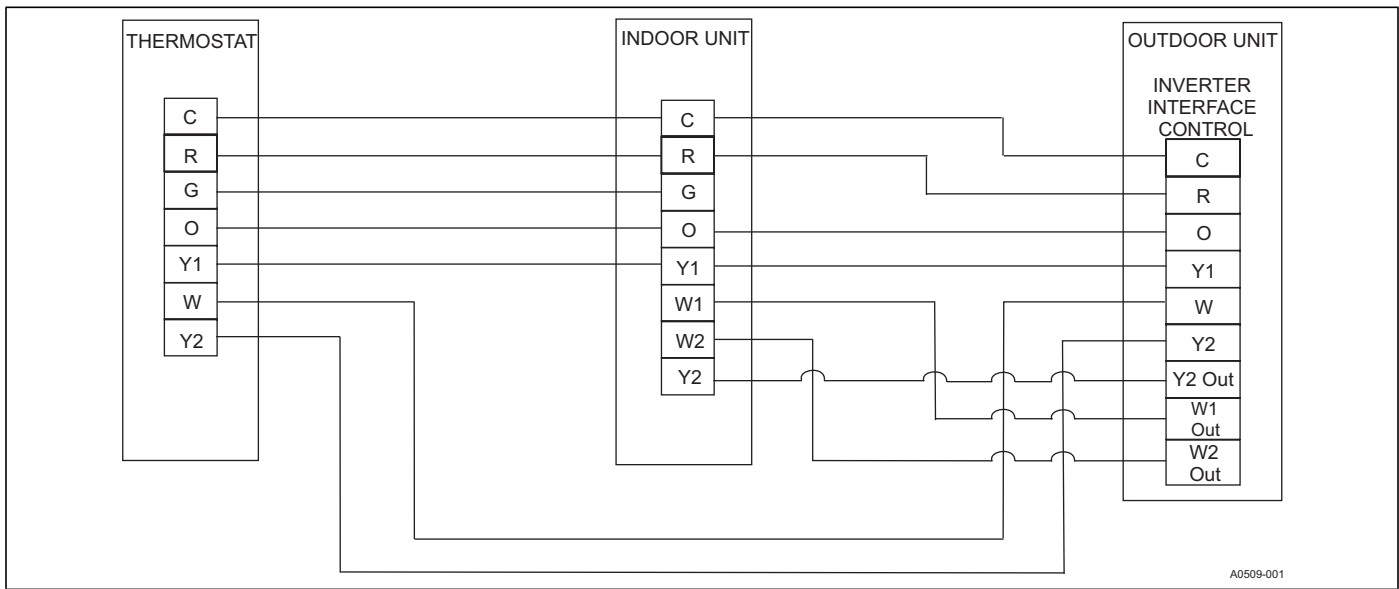 THERMOSTAT
C
R
G
O
Y1
W
Y2
INDOOR UNIT
C
R
G
O
Y1
W1
W2
Y2
OUTDOOR UNIT
INVERTER
INTERFACE
CONTROL
C
R
O
Y1
W
Y2
Y2 Out
W1
Out
W2
Out
A0509-001